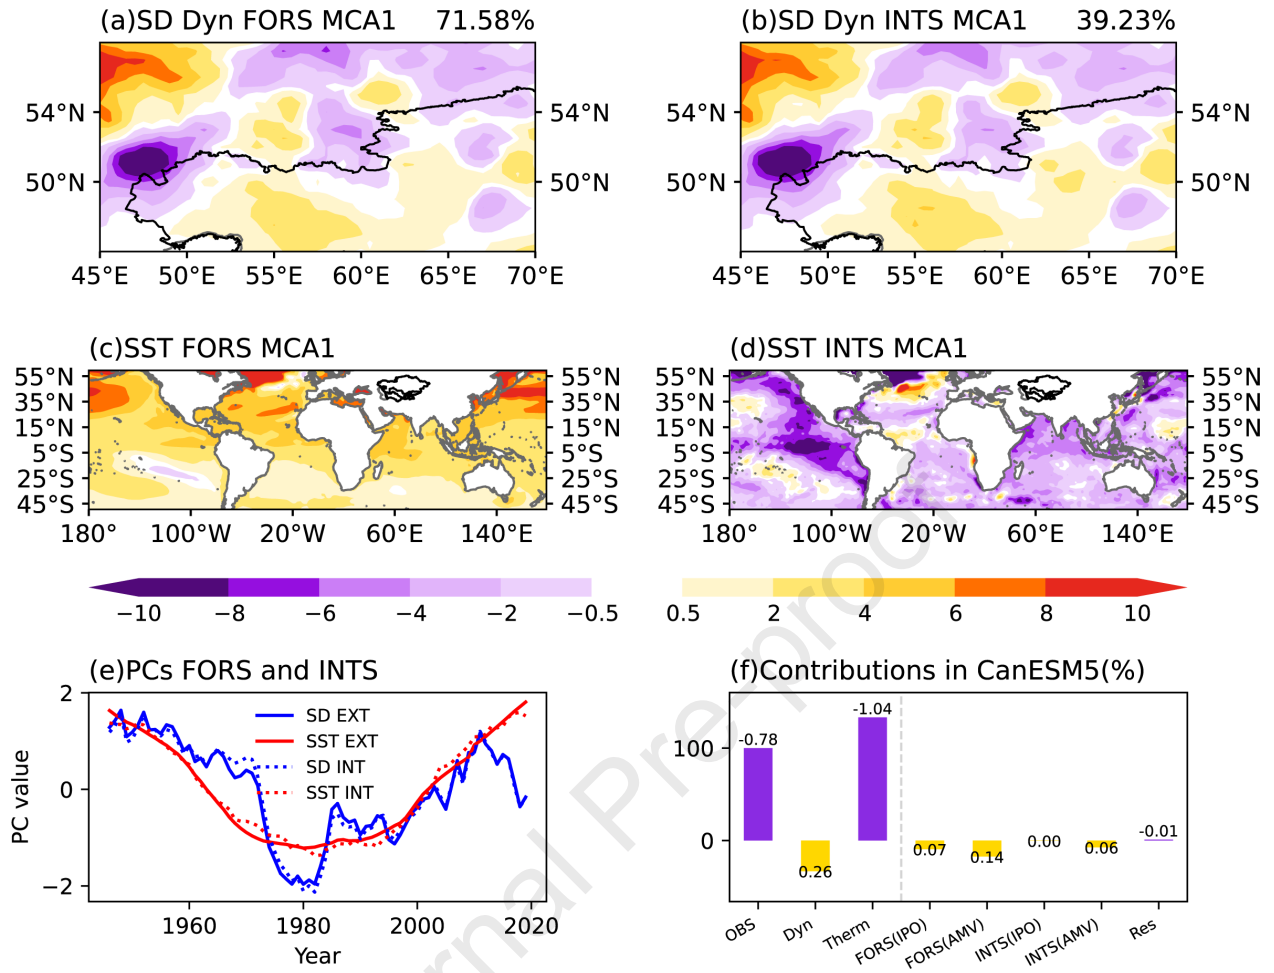 (a)SD Dyn FORS MCA1 71.58%
(b)SD Dyn INTS MCA1 39.23%
54°N 54°N 54°N 54°N
50°N 50°N 50°N 50°N
45°E 50°E 55°E 60°E 65°E 70°E
45°E 50°E 55°E 60°E 65°E 70°E
(c)SST FORS MCA1
(d)SST INTS MCA1
55°N 55°N 55°N 55°N
35°N 35°N 35°N 35°N
15°N 15°N 15°N 15°N
5°S 5°S 5°S 5°S
25°S 25°S 25°S 25°S
45°S 45°S 45°S 45°S
180° 100°W 20°W 60°E 140°E
180° 100°W 20°W 60°E 140°E
−10 −8 −6 −4 −2 −0.5
0.5 2 4 6 8 10
(e)PCs FORS and INTS
2
0
−2
PC value
SD EXT
SST EXT
SD INT
SST INT
1960 1980 2000 2020
Year
(f)Contributions in CanESM5(%)
100
0
-0.78 0.26 -1.04 0.07 0.14 0.00 0.06 -0.01
OBS Dyn Therm FORS(IPO) FORS(AMV) INTS(IPO) INTS(AMV) Res
rnal Pre-proof